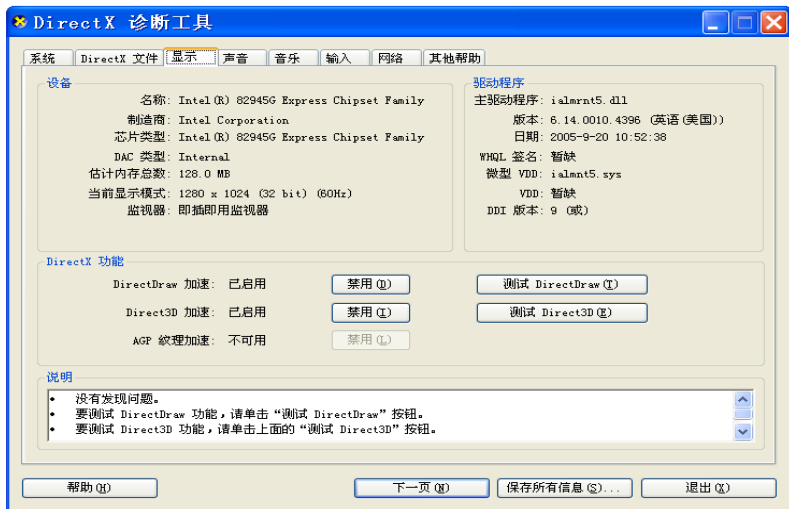 DirectX 诊断工具
系统 DirectX 文件 显示 声音 音乐 输入 网络 其他帮助
设备
名称: Intel(R) 82945G Express Chipset Family
制造商: Intel Corporation
芯片类型: Intel(R) 82945G Express Chipset Family
DAC 类型: Internal
估计内存总数: 128.0 MB
当前显示模式: 1280 x 1024 (32 bit) (60Hz)
监视器: 即插即用监视器
驱动程序
主驱动程序: ialmrnt5.dll
版本: 6.14.0010.4396 (英语(美国))
日期: 2005-9-20 10:52:38
WHQL 签名: 暂缺
微型 VDD: ialmnt5.sys
VDD: 暂缺
DDI 版本: 9 (或)
DirectX 功能
DirectDraw 加速: 已启用 禁用(D) 测试 DirectDraw(T)
Direct3D 加速: 已启用 禁用(I) 测试 Direct3D(E)
AGP 纹理加速: 不可用 禁用(L)
说明
• 没有发现问题。
• 要测试 DirectDraw 功能，请单击“测试 DirectDraw”按钮。
• 要测试 Direct3D 功能，请单击上面的“测试 Direct3D”按钮。
帮助(H) 下一页(N) 保存所有信息(S)... 退出(X)